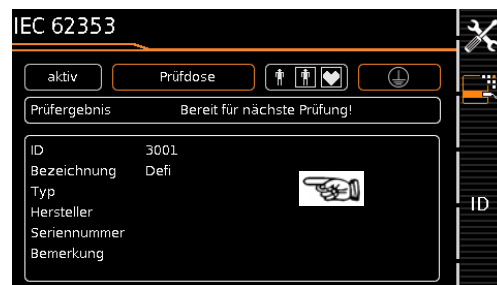 IEC 62353
aktiv Prüfdose
Prüfergebnis Bereit für nächste Prüfung!
ID 3001
Bezeichnung Defi
Typ
Hersteller
Seriennummer
Bemerkung
ID